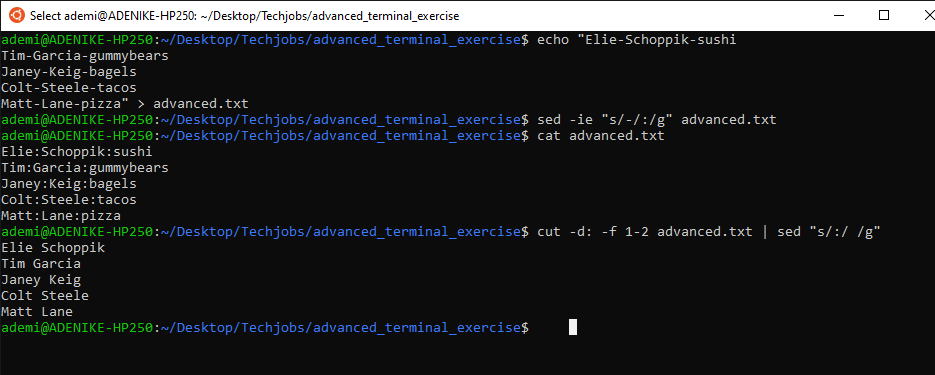 Select ademi@ADENIKE-HP250: ~/Desktop/Techjobs/advanced_terminal_exercise
ademi@ADENIKE-HP250:~/Desktop/Techjobs/advanced_terminal_exercise$ echo "Elie-Schoppik-sushi
Tim-Garcia-gummybears
Janey-Keig-bagels
Colt-Steele-tacos
Matt-Lane-pizza" > advanced.txt
ademi@ADENIKE-HP250:~/Desktop/Techjobs/advanced_terminal_exercise$ sed -ie "s/-/:/g" advanced.txt
ademi@ADENIKE-HP250:~/Desktop/Techjobs/advanced_terminal_exercise$ cat advanced.txt
Elie:Schoppik:sushi
Tim:Garcia:gummybears
Janey:Keig:bagels
Colt:Steele:tacos
Matt:Lane:pizza
ademi@ADENIKE-HP250:~/Desktop/Techjobs/advanced_terminal_exercise$ cut -d: -f 1-2 advanced.txt | sed "s/:/ /g"
Elie Schoppik
Tim Garcia
Janey Keig
Colt Steele
Matt Lane
ademi@ADENIKE-HP250:~/Desktop/Techjobs/advanced_terminal_exercise$